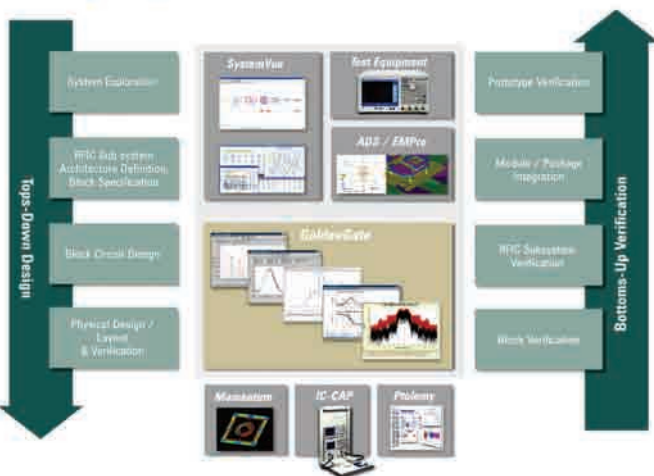 Tops-Down Design
System Exploration
RFIC Sub system
Architecture Definition,
Block Specification
Block Circuit Design
Physical Design /
Layout
& Verification
SystemVue
Test Equipment
ADS / EMPro
GoldenGate
Momentum
IC-CAP
Ptolemy
Prototype Verification
Module / Package
Integration
RFIC Subsystem
Verification
Block Verification
Bottoms-Up Verification